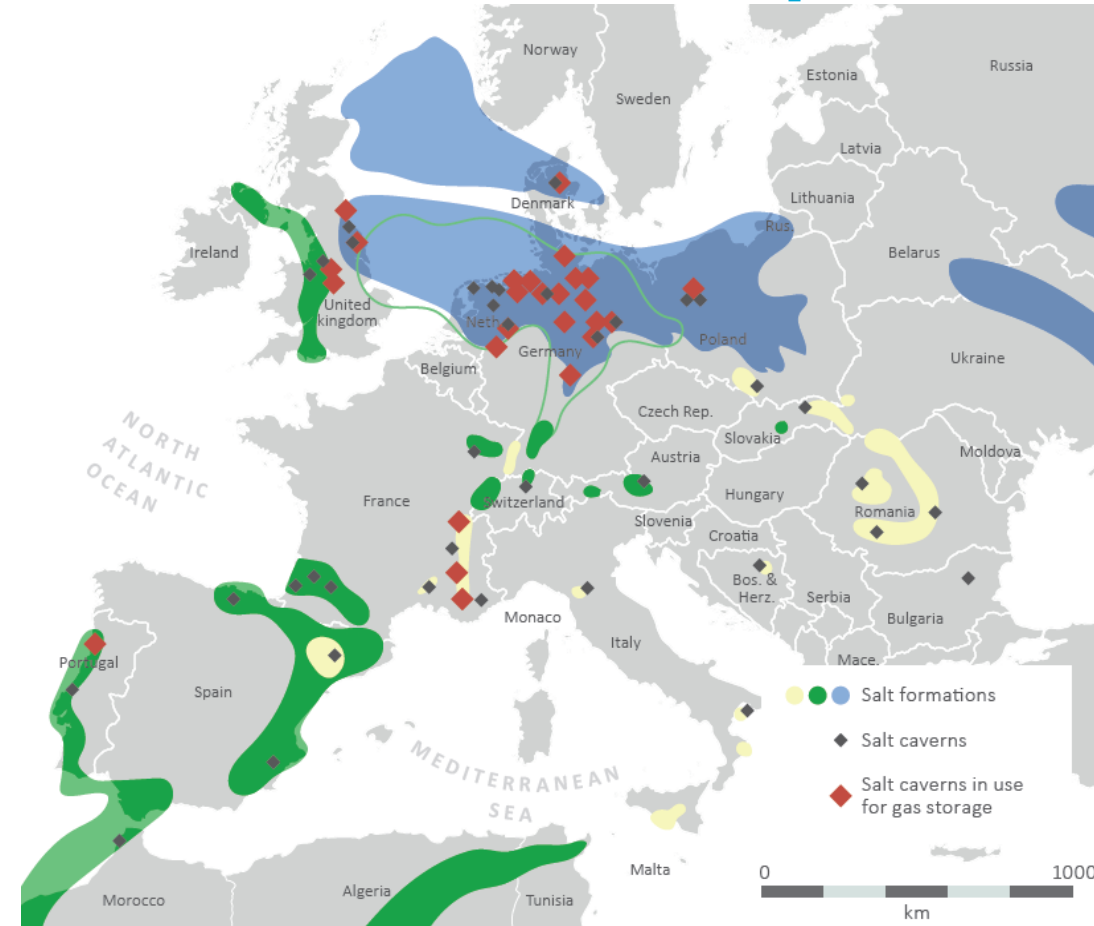 Norway
Sweden
Estonia
Russia
Latvia
Lithuania
Denmark
Rus.
Belarus
Ireland
United
kingdom
Neth.
Poland
Germany
Belgium
Ukraine
Czech Rep.
Slovakia
Moldova
Austria
NORTH
ATLANTIC
OCEAN
France
Switzerland
Hungary
Romania
Slovenia
Croatia
Bos. &
Herz.
Serbia
Bulgaria
Monaco
Italy
Mace.
Portugal
Spain
MEDITERRANEAN
SEA
Salt formations
Salt caverns
Salt caverns in use
for gas storage
Malta
0 1000
km
Morocco
Algeria
Tunisia